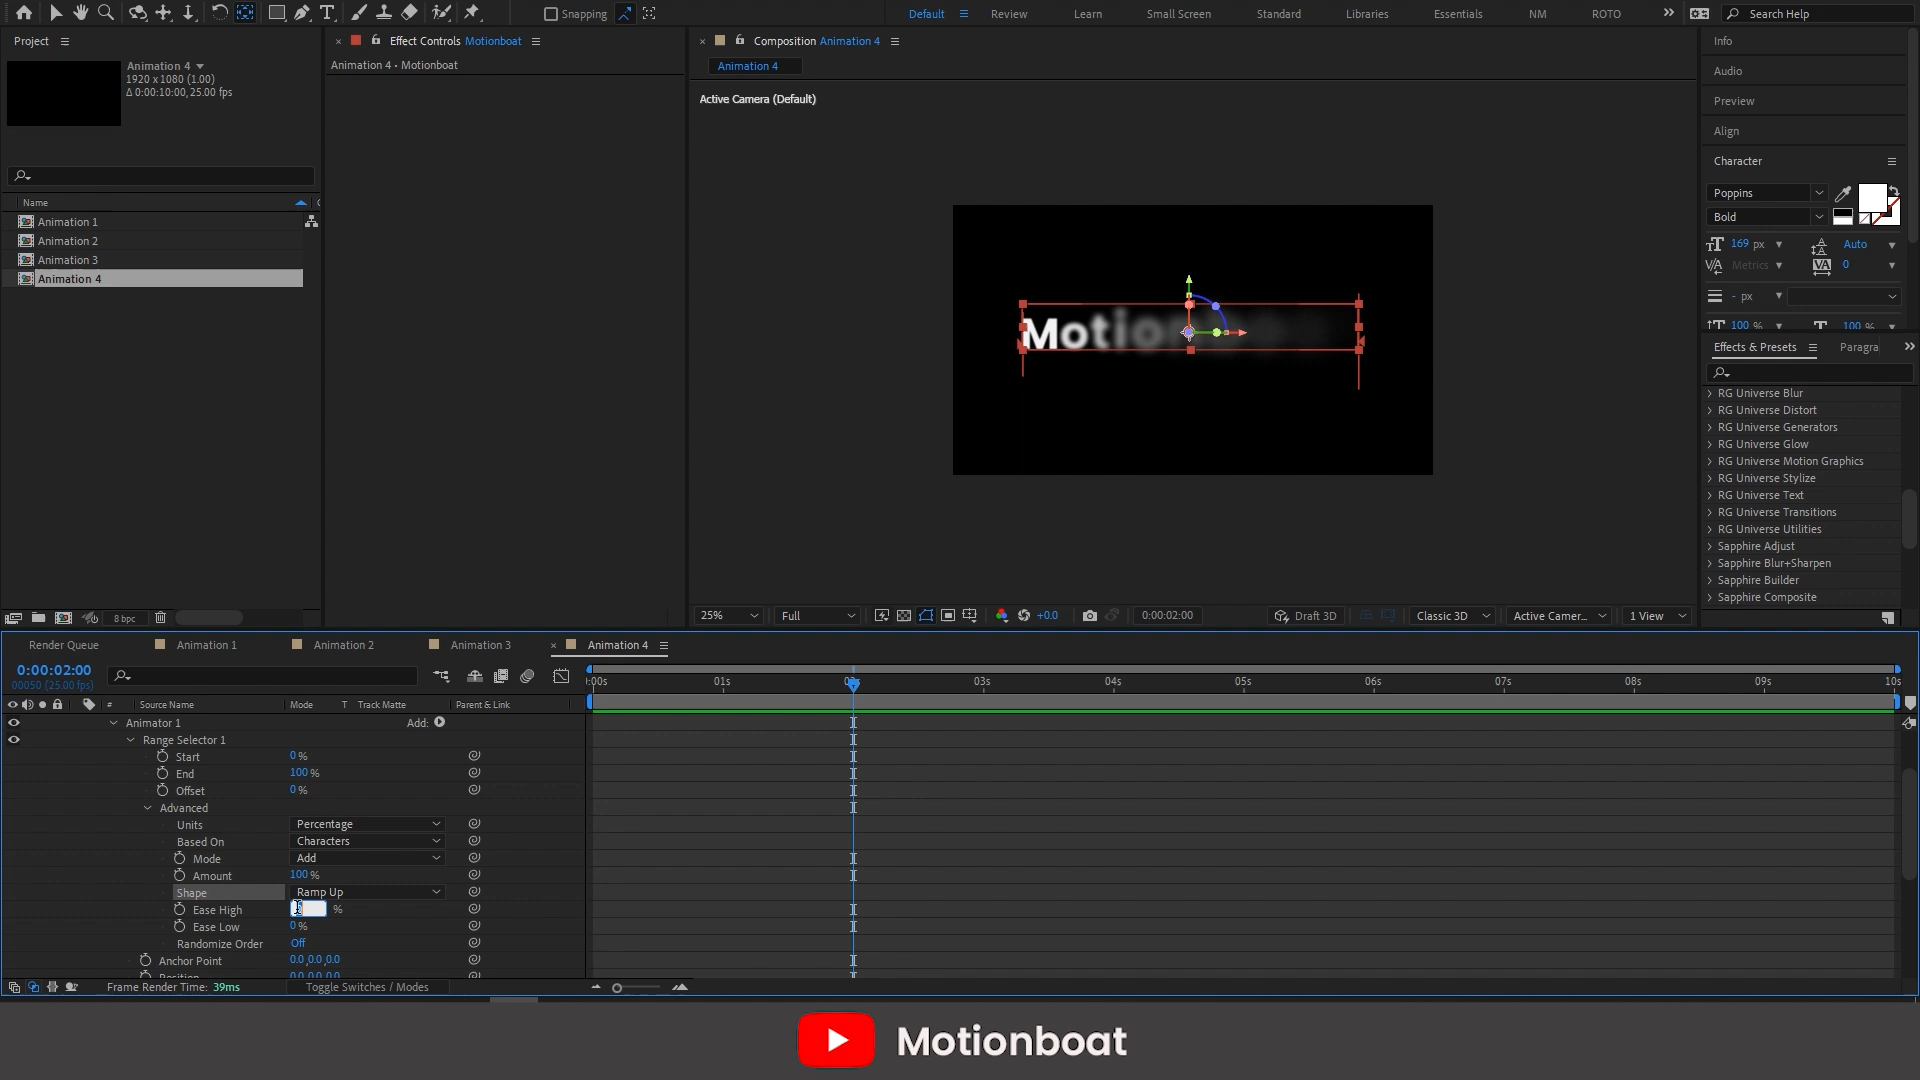 Snapping
Default
Review
Learn
Small Screen
Standard
Libraries
Essentials
NM
ROTO
Search Help
Project
Animation 4
1920 x 1080 (1.00)
Δ 0:00:10:00, 25.00 fps
Name
Animation 1
Animation 2
Animation 3
Animation 4
8 bpc
Effect Controls Motionboat
Animation 4 • Motionboat
Composition Animation 4
Animation 4
Active Camera (Default)
Motion
25%
Full
+0.0
0:00:02:00
Draft 3D
Classic 3D
Active Camer...
1 View
Info
Audio
Preview
Align
Character
Poppins
Bold
169 px
Auto
Metrics
0
- px
100 %
100 %
Effects & Presets
Paragra
RG Universe Blur
RG Universe Distort
RG Universe Generators
RG Universe Glow
RG Universe Motion Graphics
RG Universe Stylize
RG Universe Text
RG Universe Transitions
RG Universe Utilities
Sapphire Adjust
Sapphire Blur+Sharpen
Sapphire Builder
Sapphire Composite
Render Queue
Animation 1
Animation 2
Animation 3
Animation 4
0:00:02:00
00050 (25.00 fps)
:00s
01s
03s
04s
05s
06s
07s
08s
09s
10s
# Source Name
Mode
T Track Matte
Parent & Link
Animator 1
Add:
Range Selector 1
Start 0 %
End 100 %
Offset 0 %
Advanced
Units Percentage
Based On Characters
Mode Add
Amount 100 %
Shape Ramp Up
Ease High %
Ease Low 0 %
Randomize Order Off
Anchor Point 0.0,0.0,0.0
Position 0.0,0.0,0.0
Frame Render Time: 39ms
Toggle Switches / Modes
Motionboat